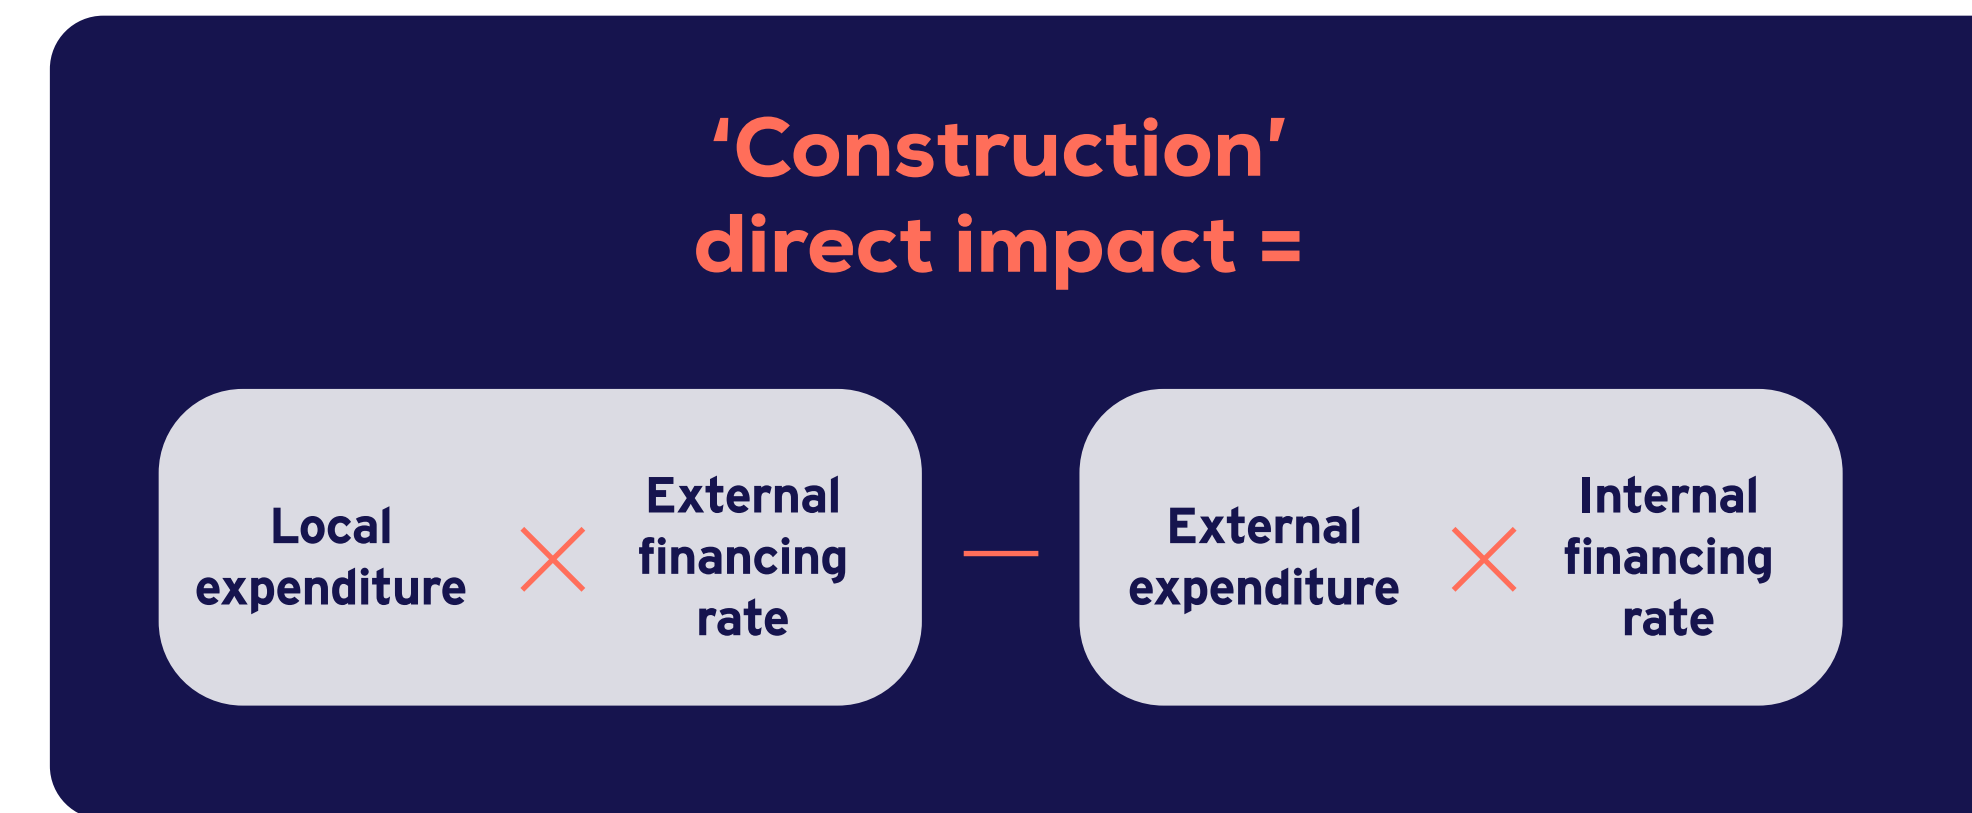 ‘Construction’
direct impact =
Local
expenditure
External
financing
rate
External
expenditure
Internal
financing
rate